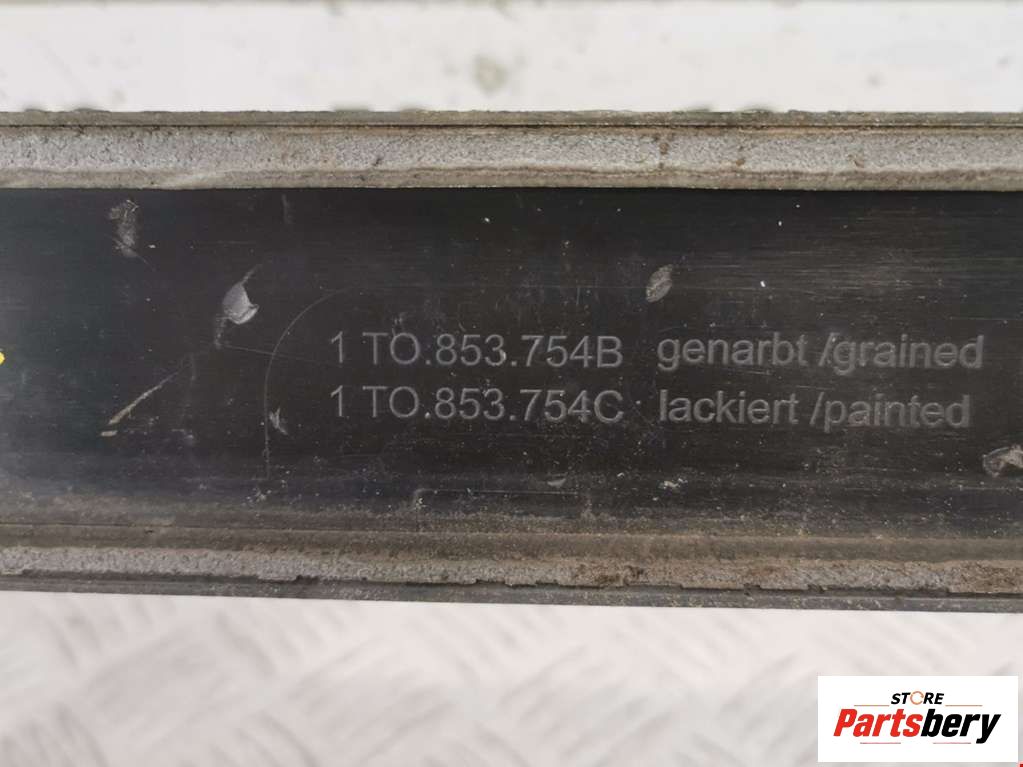 1 TO.853.754B genarbt /grained
1 TO.853.754C lackiert /painted
STORE
Partsbery